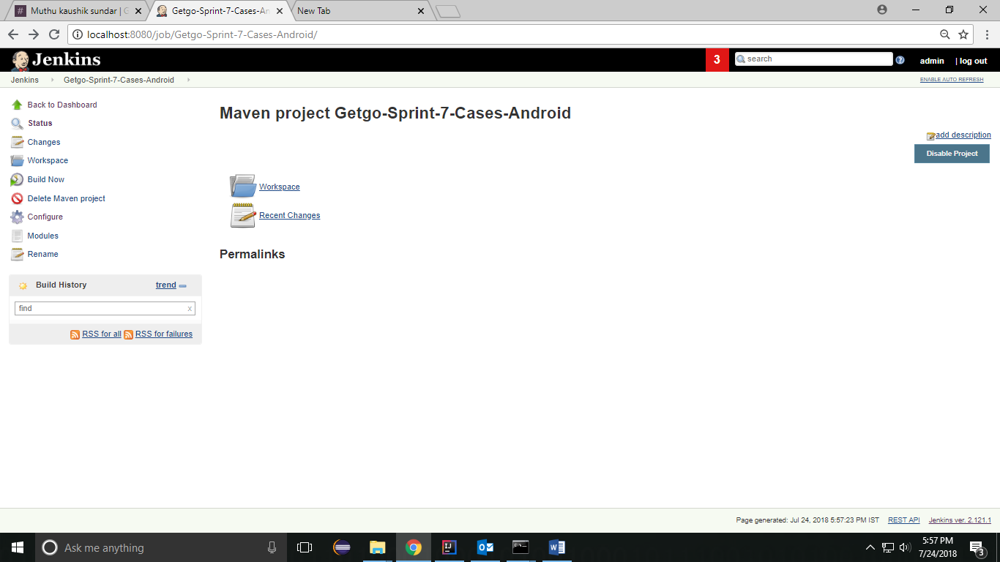 Muthu kaushik sundar | G
Getgo-Sprint-7-Cases-An
New Tab
localhost:8080/job/Getgo-Sprint-7-Cases-Android/
Jenkins
3
search
admin
| log out
Jenkins
Getgo-Sprint-7-Cases-Android
ENABLE AUTO REFRESH
Back to Dashboard
Status
Changes
Workspace
Build Now
Delete Maven project
Configure
Modules
Rename
Build History
trend
find
x
RSS for all
RSS for failures
Maven project Getgo-Sprint-7-Cases-Android
add description
Disable Project
Workspace
Recent Changes
Permalinks
Page generated: Jul 24, 2018 5:57:23 PM IST
REST API
Jenkins ver. 2.121.1
Ask me anything
5:57 PM
7/24/2018
3